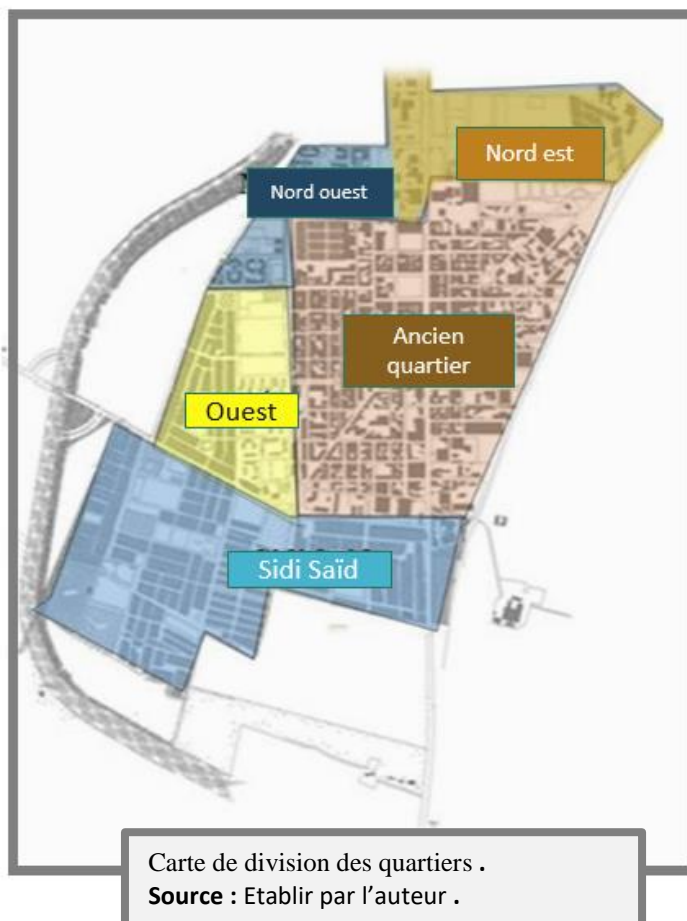 Nord est
Nord ouest
Ancien
quartier
Ouest
Sidi Saïd
Carte de division des quartiers .
Source : Etablir par l’auteur .